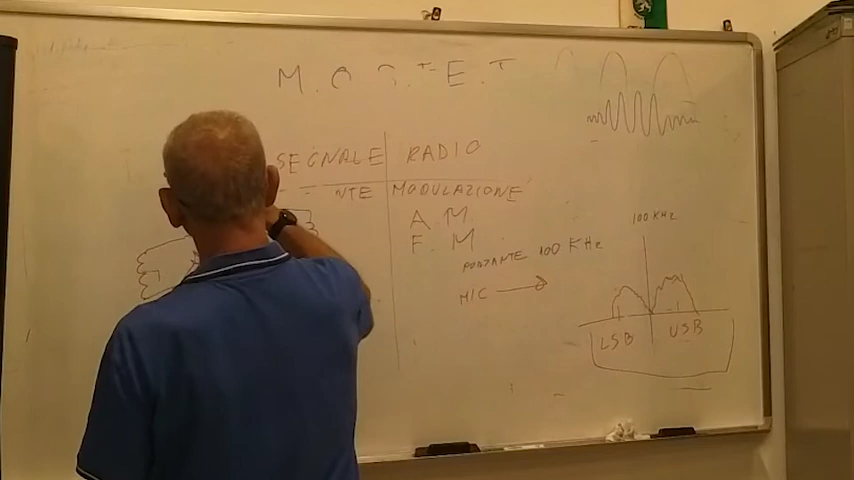 M.O.S.F.E.T
SEGNALE RADIO
NTE MODULAZIONE
A M
F. M
PORTANTE 100 KHz
MIC
100 KHz
LSB USB